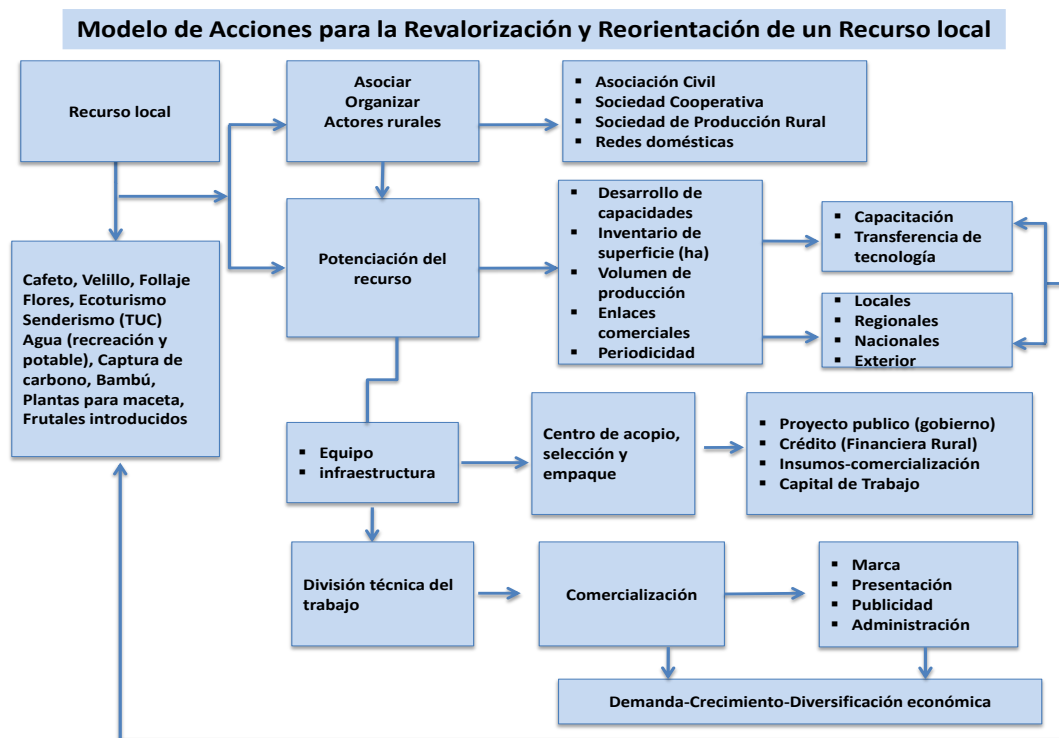 Modelo de Acciones para la Revalorización y Reorientación de un Recurso local
Recurso local
Asociar
Organizar
Actores rurales
▪ Asociación Civil
▪ Sociedad Cooperativa
▪ Sociedad de Producción Rural
▪ Redes domésticas
Cafeto, Velillo, Follaje
Flores, Ecoturismo
Senderismo (TUC)
Agua (recreación y
potable), Captura de
carbono, Bambú,
Plantas para maceta,
Frutales introducidos
Potenciación del
recurso
▪ Desarrollo de
capacidades
▪ Inventario de
superficie (ha)
▪ Volumen de
producción
▪ Enlaces
comerciales
▪ Periodicidad
▪ Capacitación
▪ Transferencia de
tecnología
▪ Locales
▪ Regionales
▪ Nacionales
▪ Exterior
▪ Equipo
▪ infraestructura
Centro de acopio,
selección y
empaque
▪ Proyecto publico (gobierno)
▪ Crédito (Financiera Rural)
▪ Insumos-comercialización
▪ Capital de Trabajo
División técnica del
trabajo
Comercialización
▪ Marca
▪ Presentación
▪ Publicidad
▪ Administración
Demanda-Crecimiento-Diversificación económica